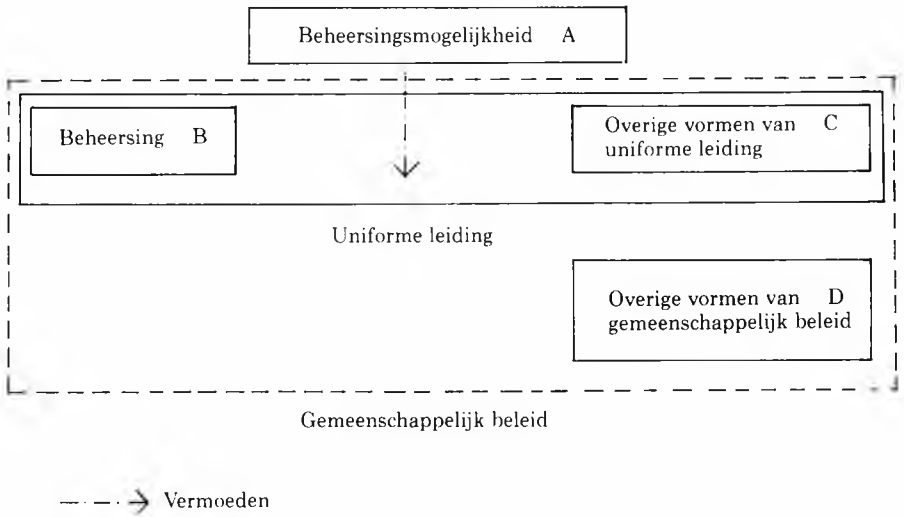 Beheersingsmogelijkheid A
Beheersing B
Overige vormen van C
uniforme leiding
Uniforme leiding
Overige vormen van D
gemeenschappelijk beleid
Gemeenschappelijk beleid
Vermoeden